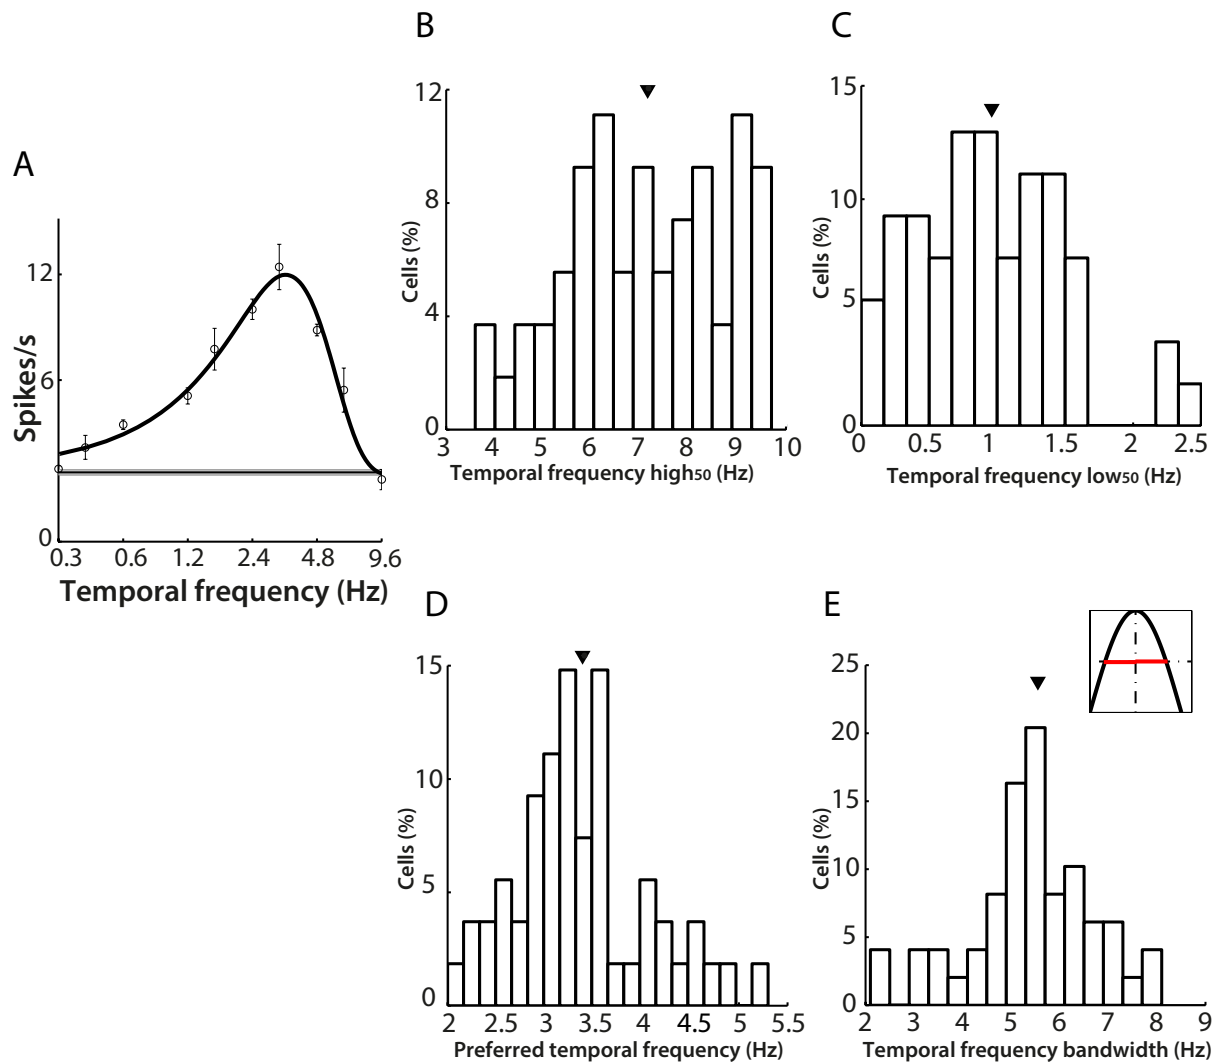 A
12
6
0
Spikes/s
0.3 0.6 1.2 2.4 4.8 9.6
Temporal frequency (Hz)
B
12
8
4
0
Cells (%)
3 4 5 6 7 8 9 10
Temporal frequency high50 (Hz)
C
15
10
5
0
Cells (%)
0 0.5 1 1.5 2 2.5
Temporal frequency low50 (Hz)
D
15
10
5
0
Cells (%)
2 2.5 3 3.5 4 4.5 5 5.5
Preferred temporal frequency (Hz)
E
25
20
15
10
5
0
Cells (%)
2 3 4 5 6 7 8 9
Temporal frequency bandwidth (Hz)